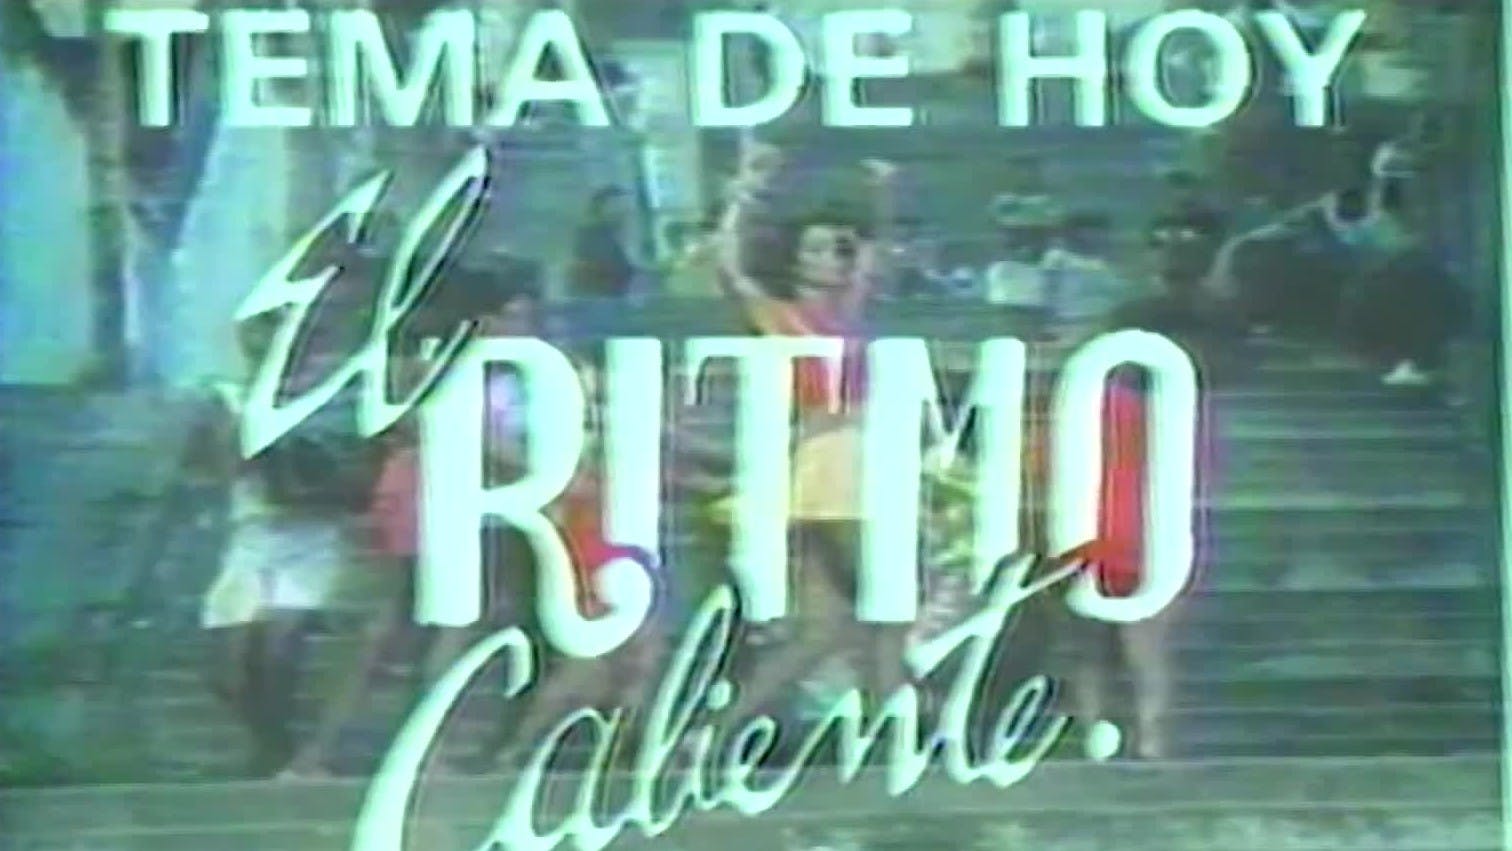 TEMA DE HOY
El
RITMO
Caliente.